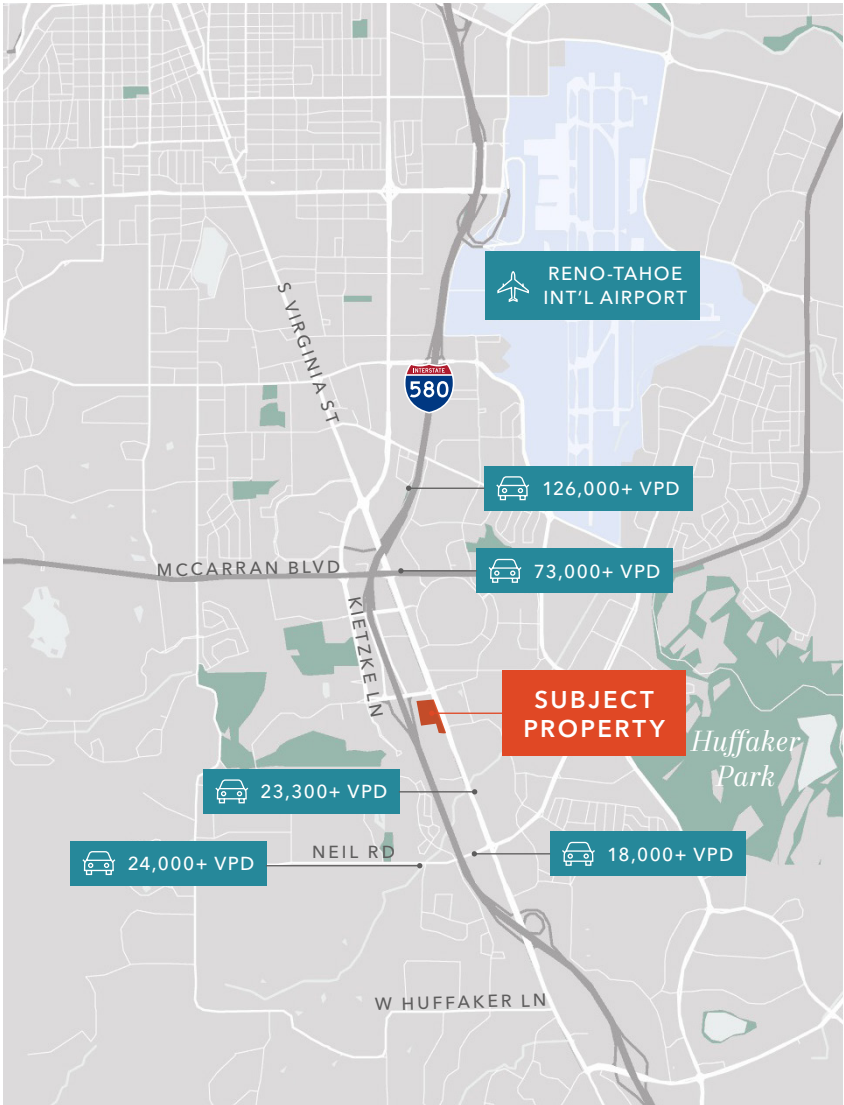 RENO-TAHOE
INT'L AIRPORT
S VIRGINIA ST
INTERSTATE
580
126,000+ VPD
MCCARRAN BLVD
73,000+ VPD
KIETZKE LN
SUBJECT
PROPERTY
Huffaker
Park
23,300+ VPD
NEIL RD
18,000+ VPD
24,000+ VPD
W HUFFAKER LN